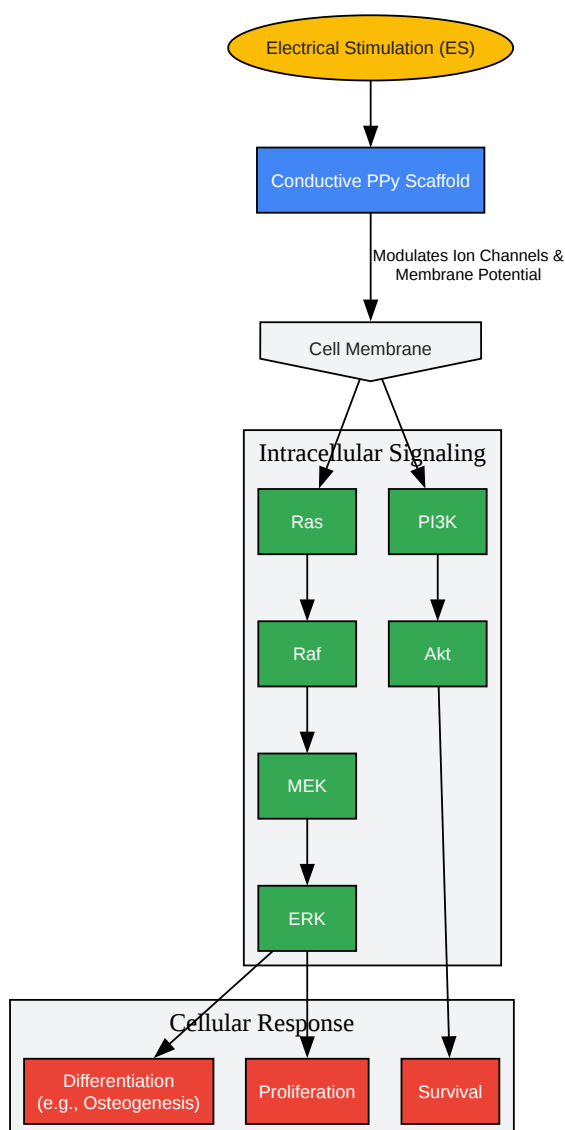 Electrical Stimulation (ES)
Conductive PPy Scaffold
Modulates Ion Channels &
Membrane Potential
Cell Membrane
Intracellular Signaling
Ras
PI3K
Raf
Akt
MEK
ERK
Cellular Response
Differentiation
(e.g., Osteogenesis)
Proliferation
Survival